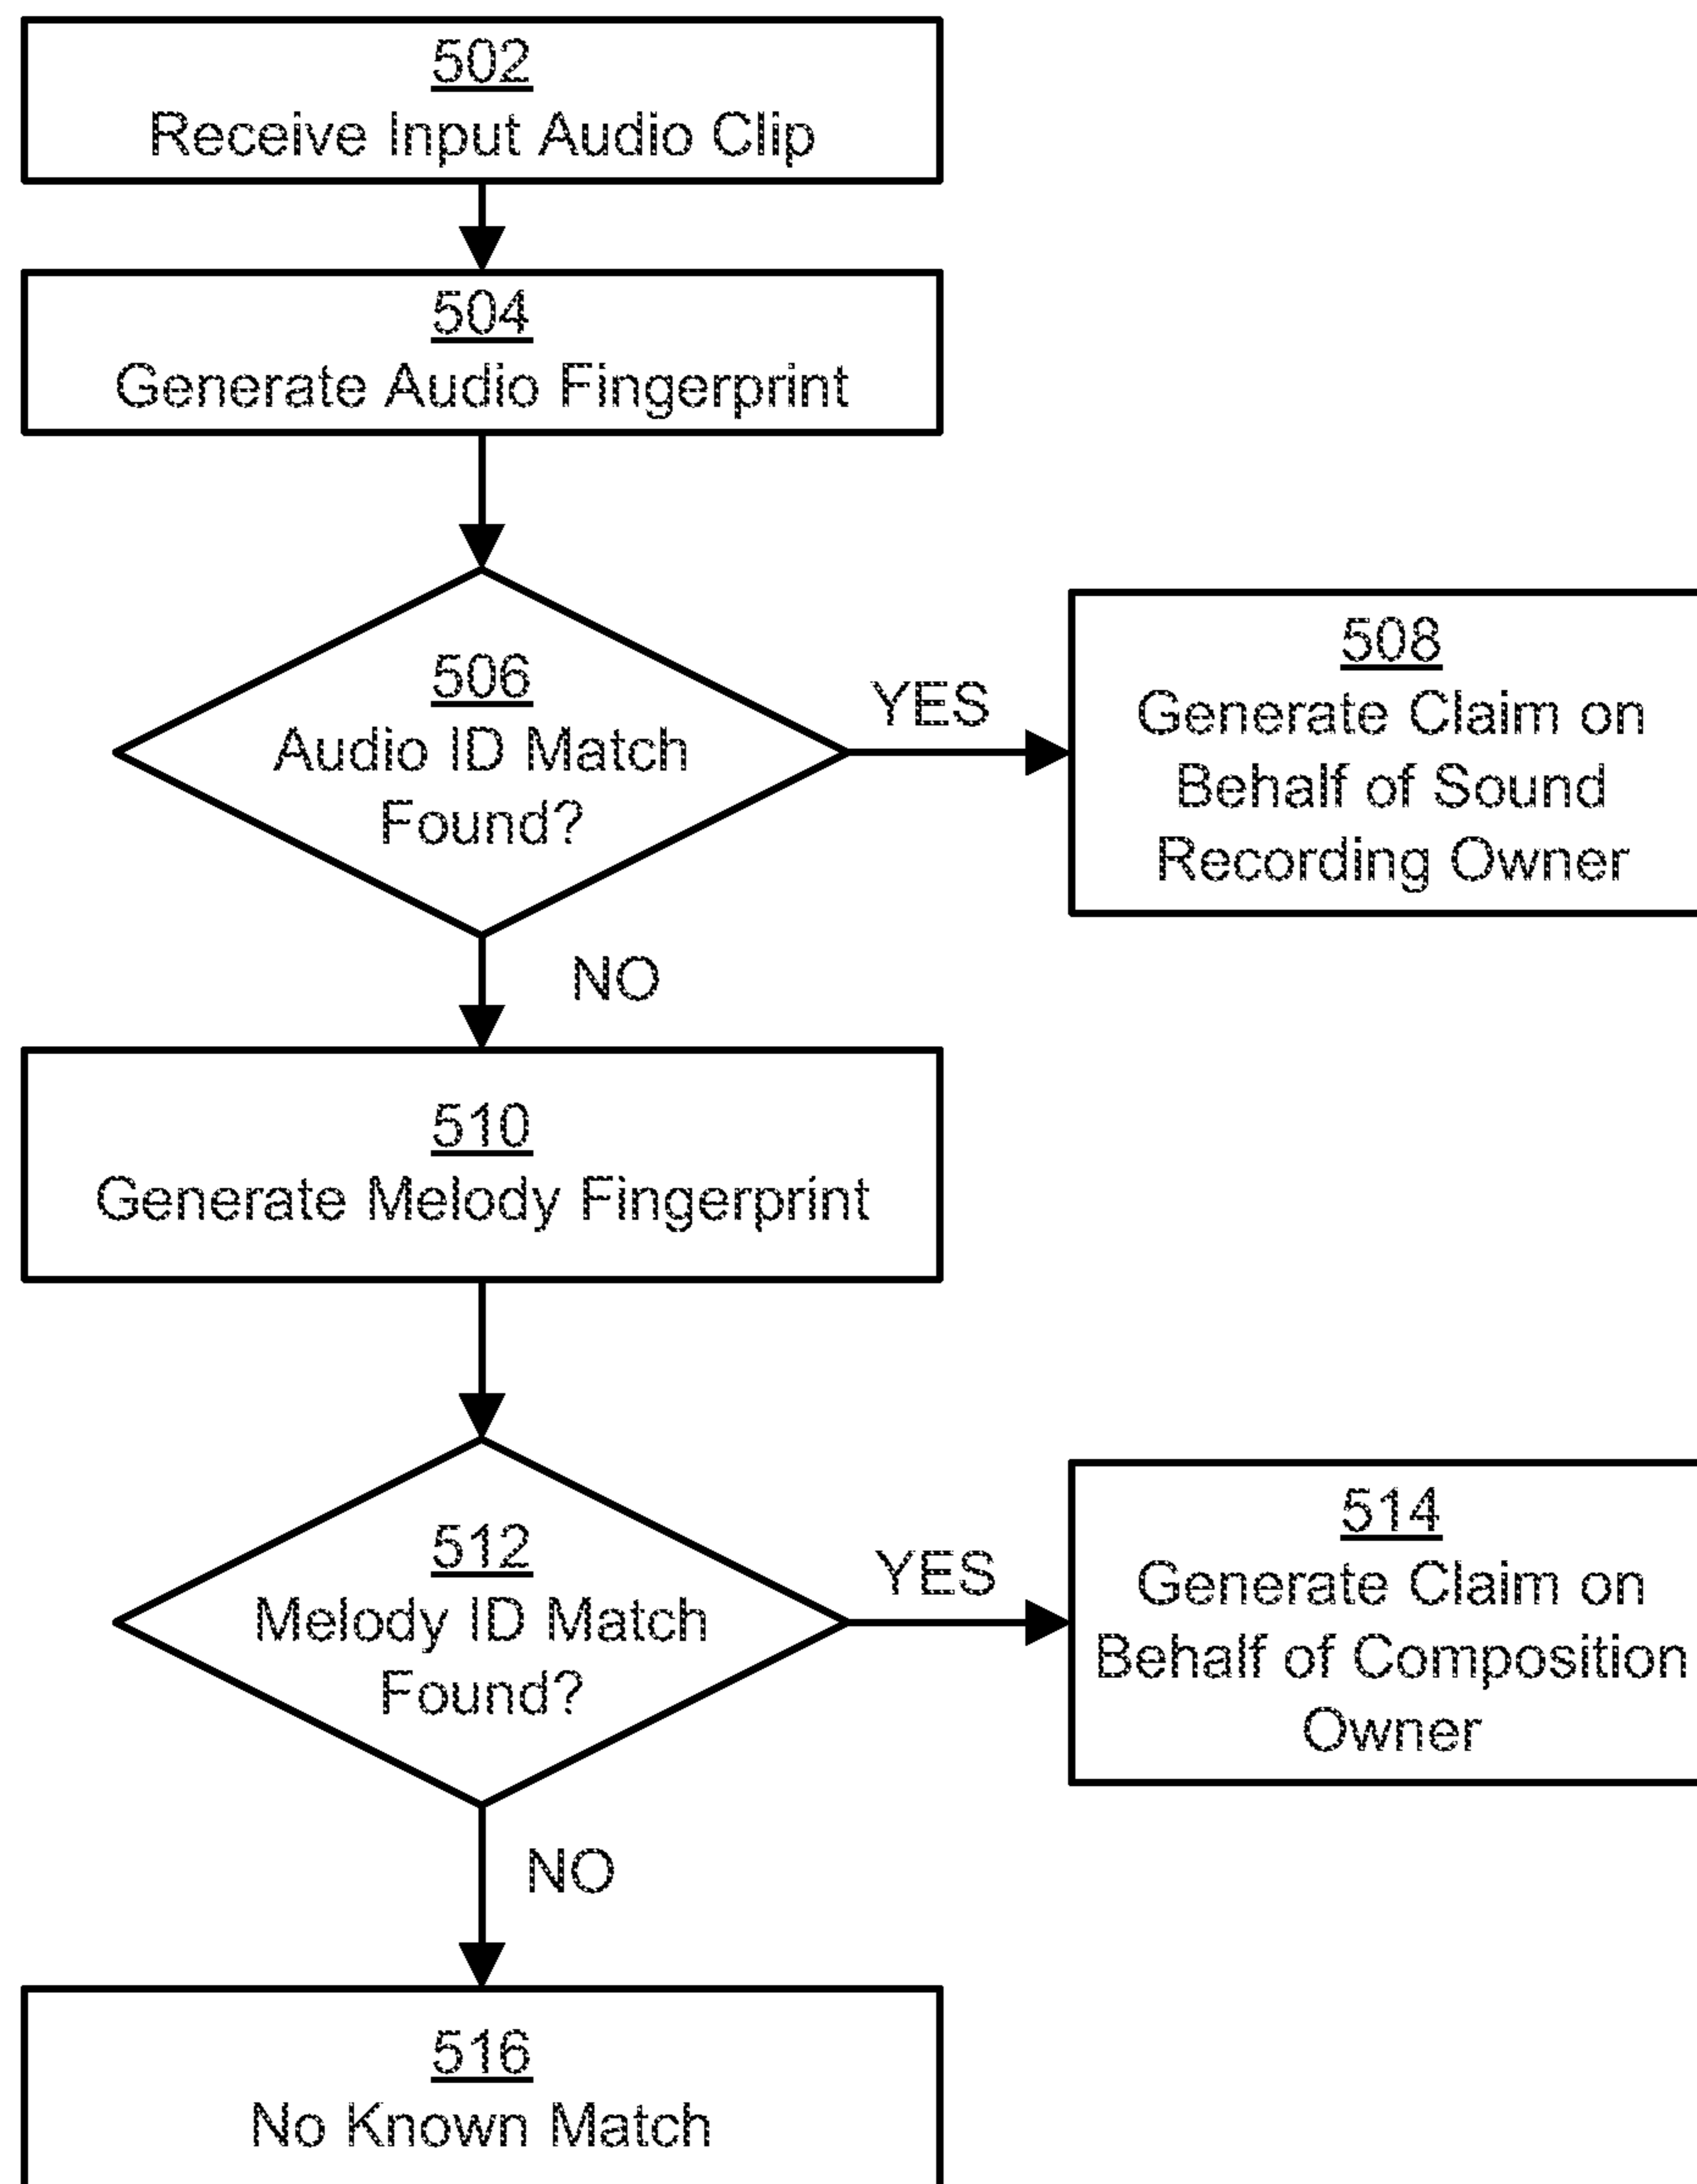 502
Receive Input Audio Clip
504
Generate Audio Fingerprint
506
Audio ID Match
Found?
YES
508
Generate Claim on
Behalf of Sound
Recording Owner
NO
510
Generate Melody Fingerprint
512
Melody ID Match
Found?
YES
514
Generate Claim on
Behalf of Composition
Owner
NO
516
No Known Match